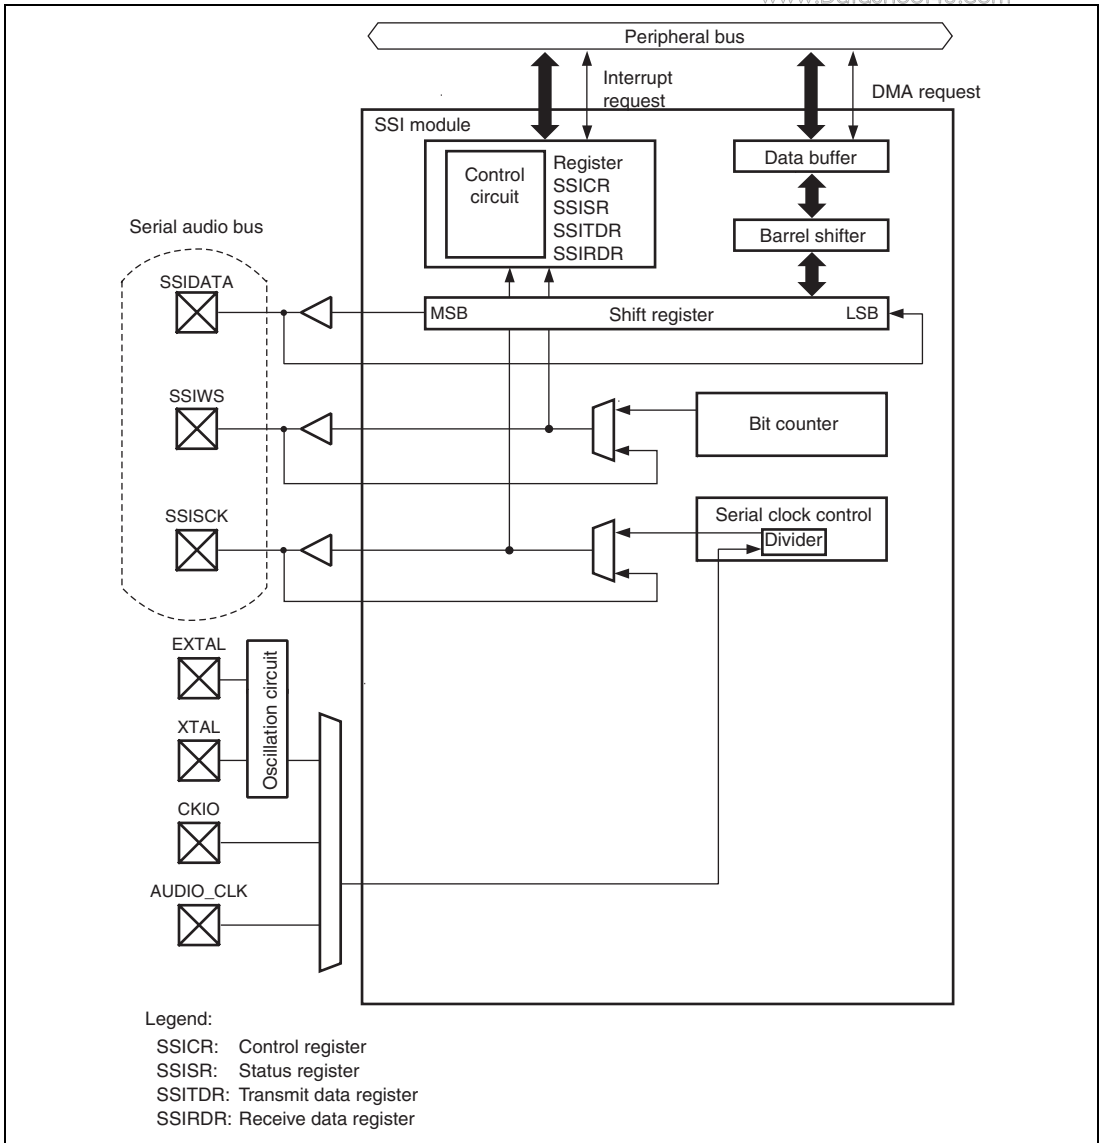 Peripheral bus
Interrupt
request
DMA request
SSI module
Register
SSICR
SSISR
SSITDR
SSIRDR
Control
circuit
Data buffer
Barrel shifter
Serial audio bus
SSIDATA
MSB
Shift register
LSB
SSIWS
Bit counter
SSISCK
Serial clock control
Divider
EXTAL
Oscillation circuit
XTAL
CKIO
AUDIO_CLK
Legend:
SSICR: Control register
SSISR: Status register
SSITDR: Transmit data register
SSIRDR: Receive data register